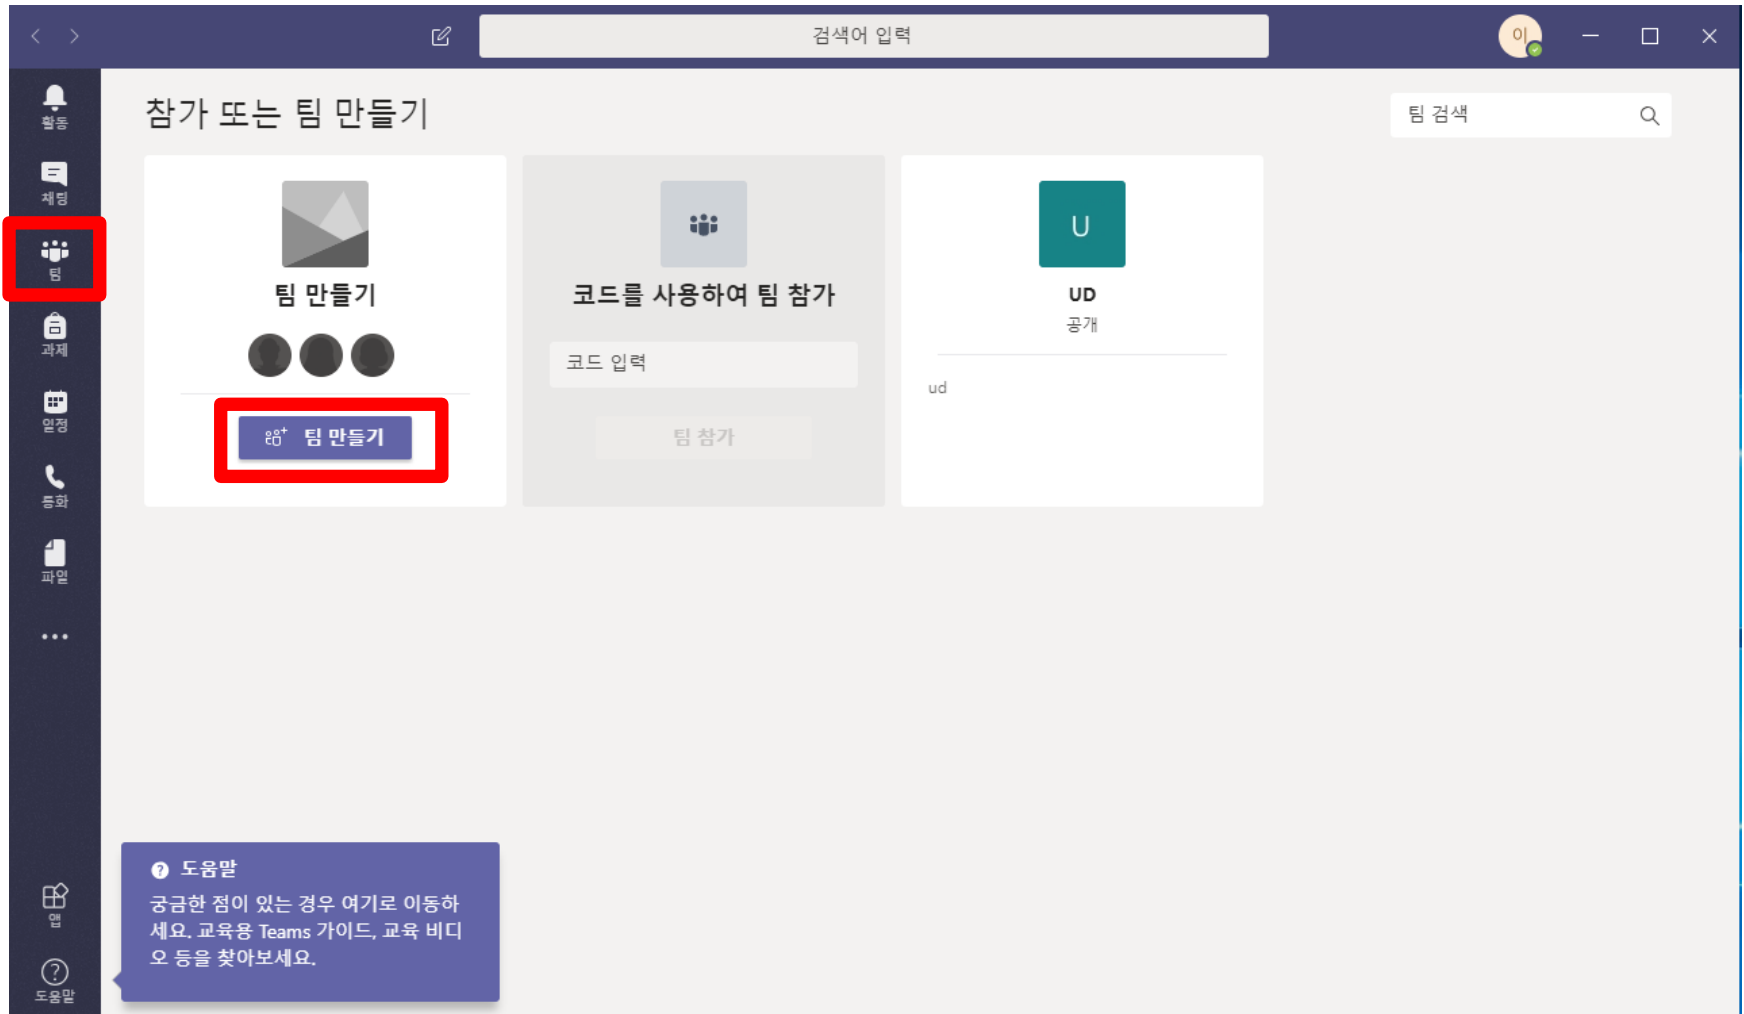 검색어 입력
이
활동
채팅
팀
과제
일정
통화
파일
앱
도움말
참가 또는 팀 만들기
팀 검색
팀 만들기
팀 만들기
코드를 사용하여 팀 참가
코드 입력
팀 참가
U
UD
공개
ud
도움말
궁금한 점이 있는 경우 여기로 이동하
세요. 교육용 Teams 가이드, 교육 비디
오 등을 찾아보세요.